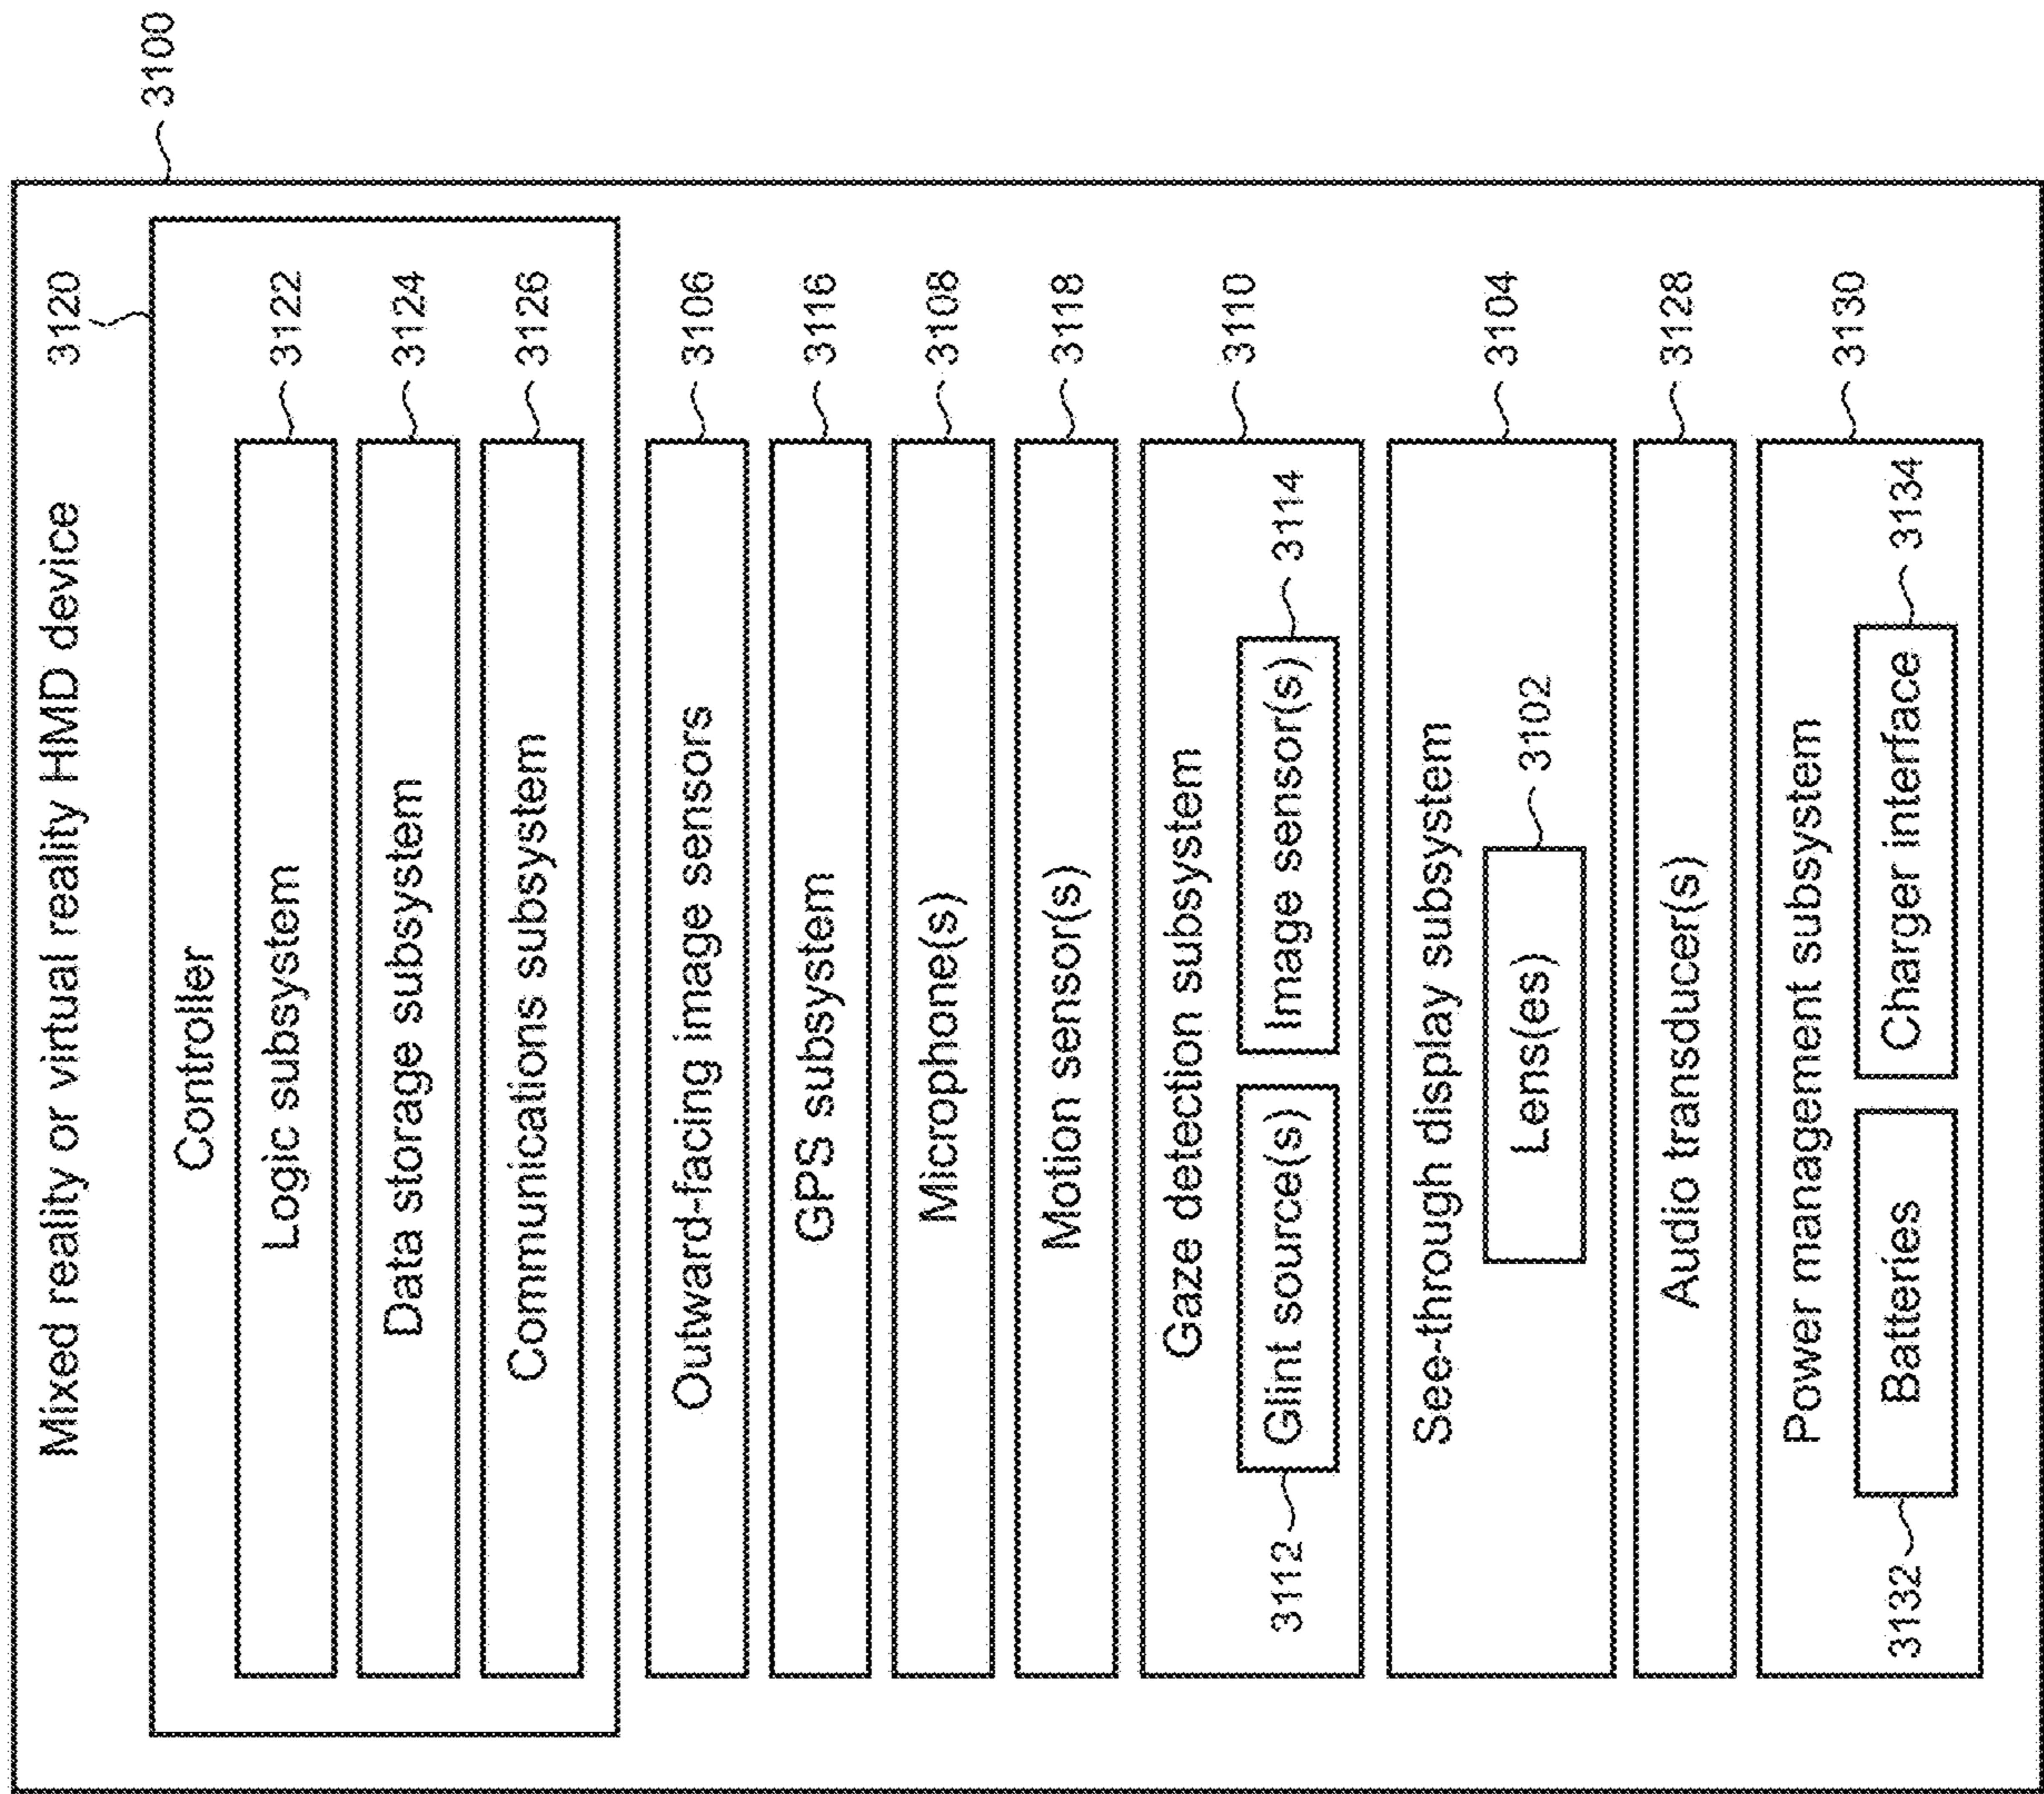 Mixed reality or virtual reality HMD device
3120
3100
Controller
Logic subsystem
3122
Data storage subsystem
3124
Communications subsystem
3126
Outward-facing image sensors
3106
GPS subsystem
3116
Microphone(s)
3108
Motion sensor(s)
3118
Gaze detection subsystem
3110
3112
Glint source(s)
Image sensor(s)
3114
See-through display subsystem
3104
Lens(es)
3102
Audio transducer(s)
3128
Power management subsystem
3130
3132
Batteries
Charger interface
3134